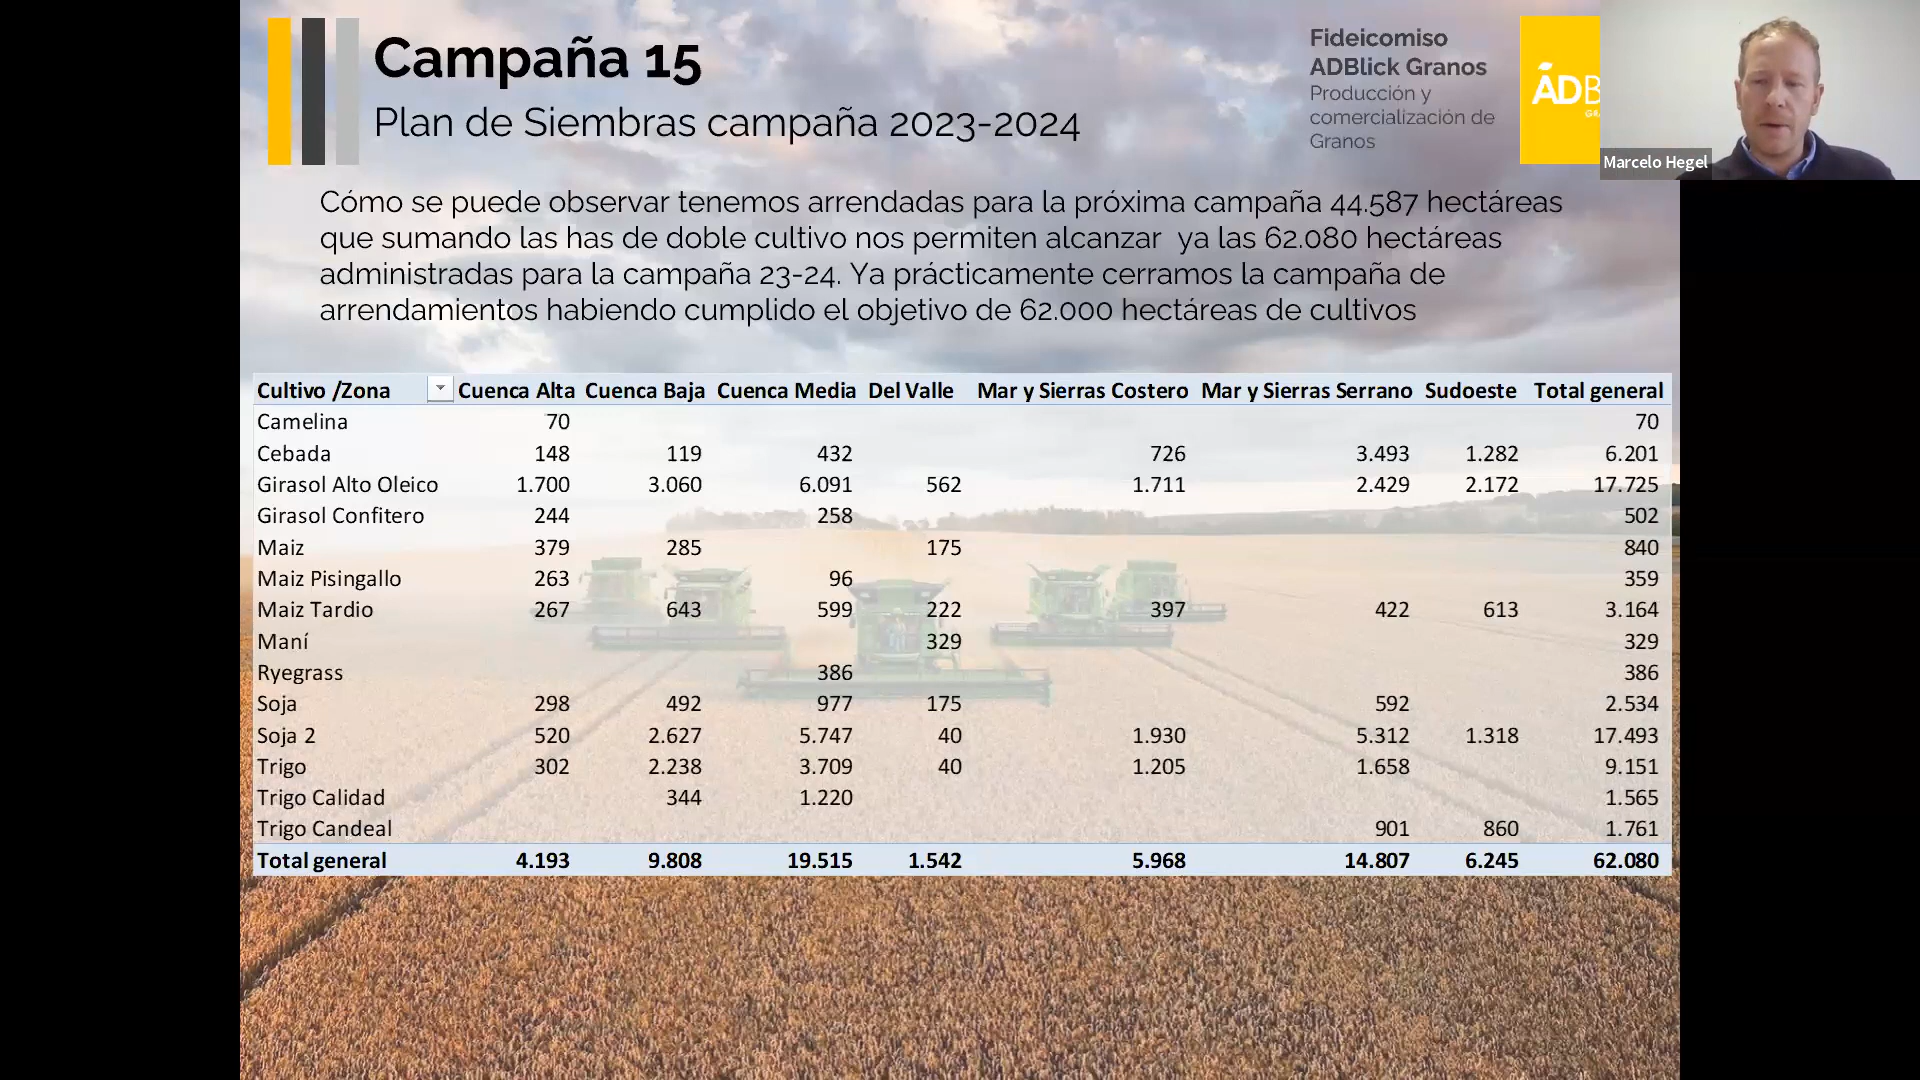 Campaña 15
Plan de Siembras campaña 2023-2024
Fideicomiso
ADBlick Granos
Producción y
comercialización de
Granos
Marcelo Hegel
Cómo se puede observar tenemos arrendadas para la próxima campaña 44.587 hectáreas
que sumando las has de doble cultivo nos permiten alcanzar ya las 62.080 hectáreas
administradas para la campaña 23-24. Ya prácticamente cerramos la campaña de
arrendamientos habiendo cumplido el objetivo de 62.000 hectáreas de cultivos
Cultivo /Zona Cuenca Alta Cuenca Baja Cuenca Media Del Valle Mar y Sierras Costero Mar y Sierras Serrano Sudoeste Total general
Camelina 70 70
Cebada 148 119 432 726 3.493 1.282 6.201
Girasol Alto Oleico 1.700 3.060 6.091 562 1.711 2.429 2.172 17.725
Girasol Confitero 244 258 502
Maiz 379 285 175 840
Maiz Pisingallo 263 96 359
Maiz Tardio 267 643 599 222 397 422 613 3.164
Maní 329 329
Ryegrass 386 386
Soja 298 492 977 175 592 2.534
Soja 2 520 2.627 5.747 40 1.930 5.312 1.318 17.493
Trigo 302 2.238 3.709 40 1.205 1.658 9.151
Trigo Calidad 344 1.220 1.565
Trigo Candeal 901 860 1.761
Total general 4.193 9.808 19.515 1.542 5.968 14.807 6.245 62.080